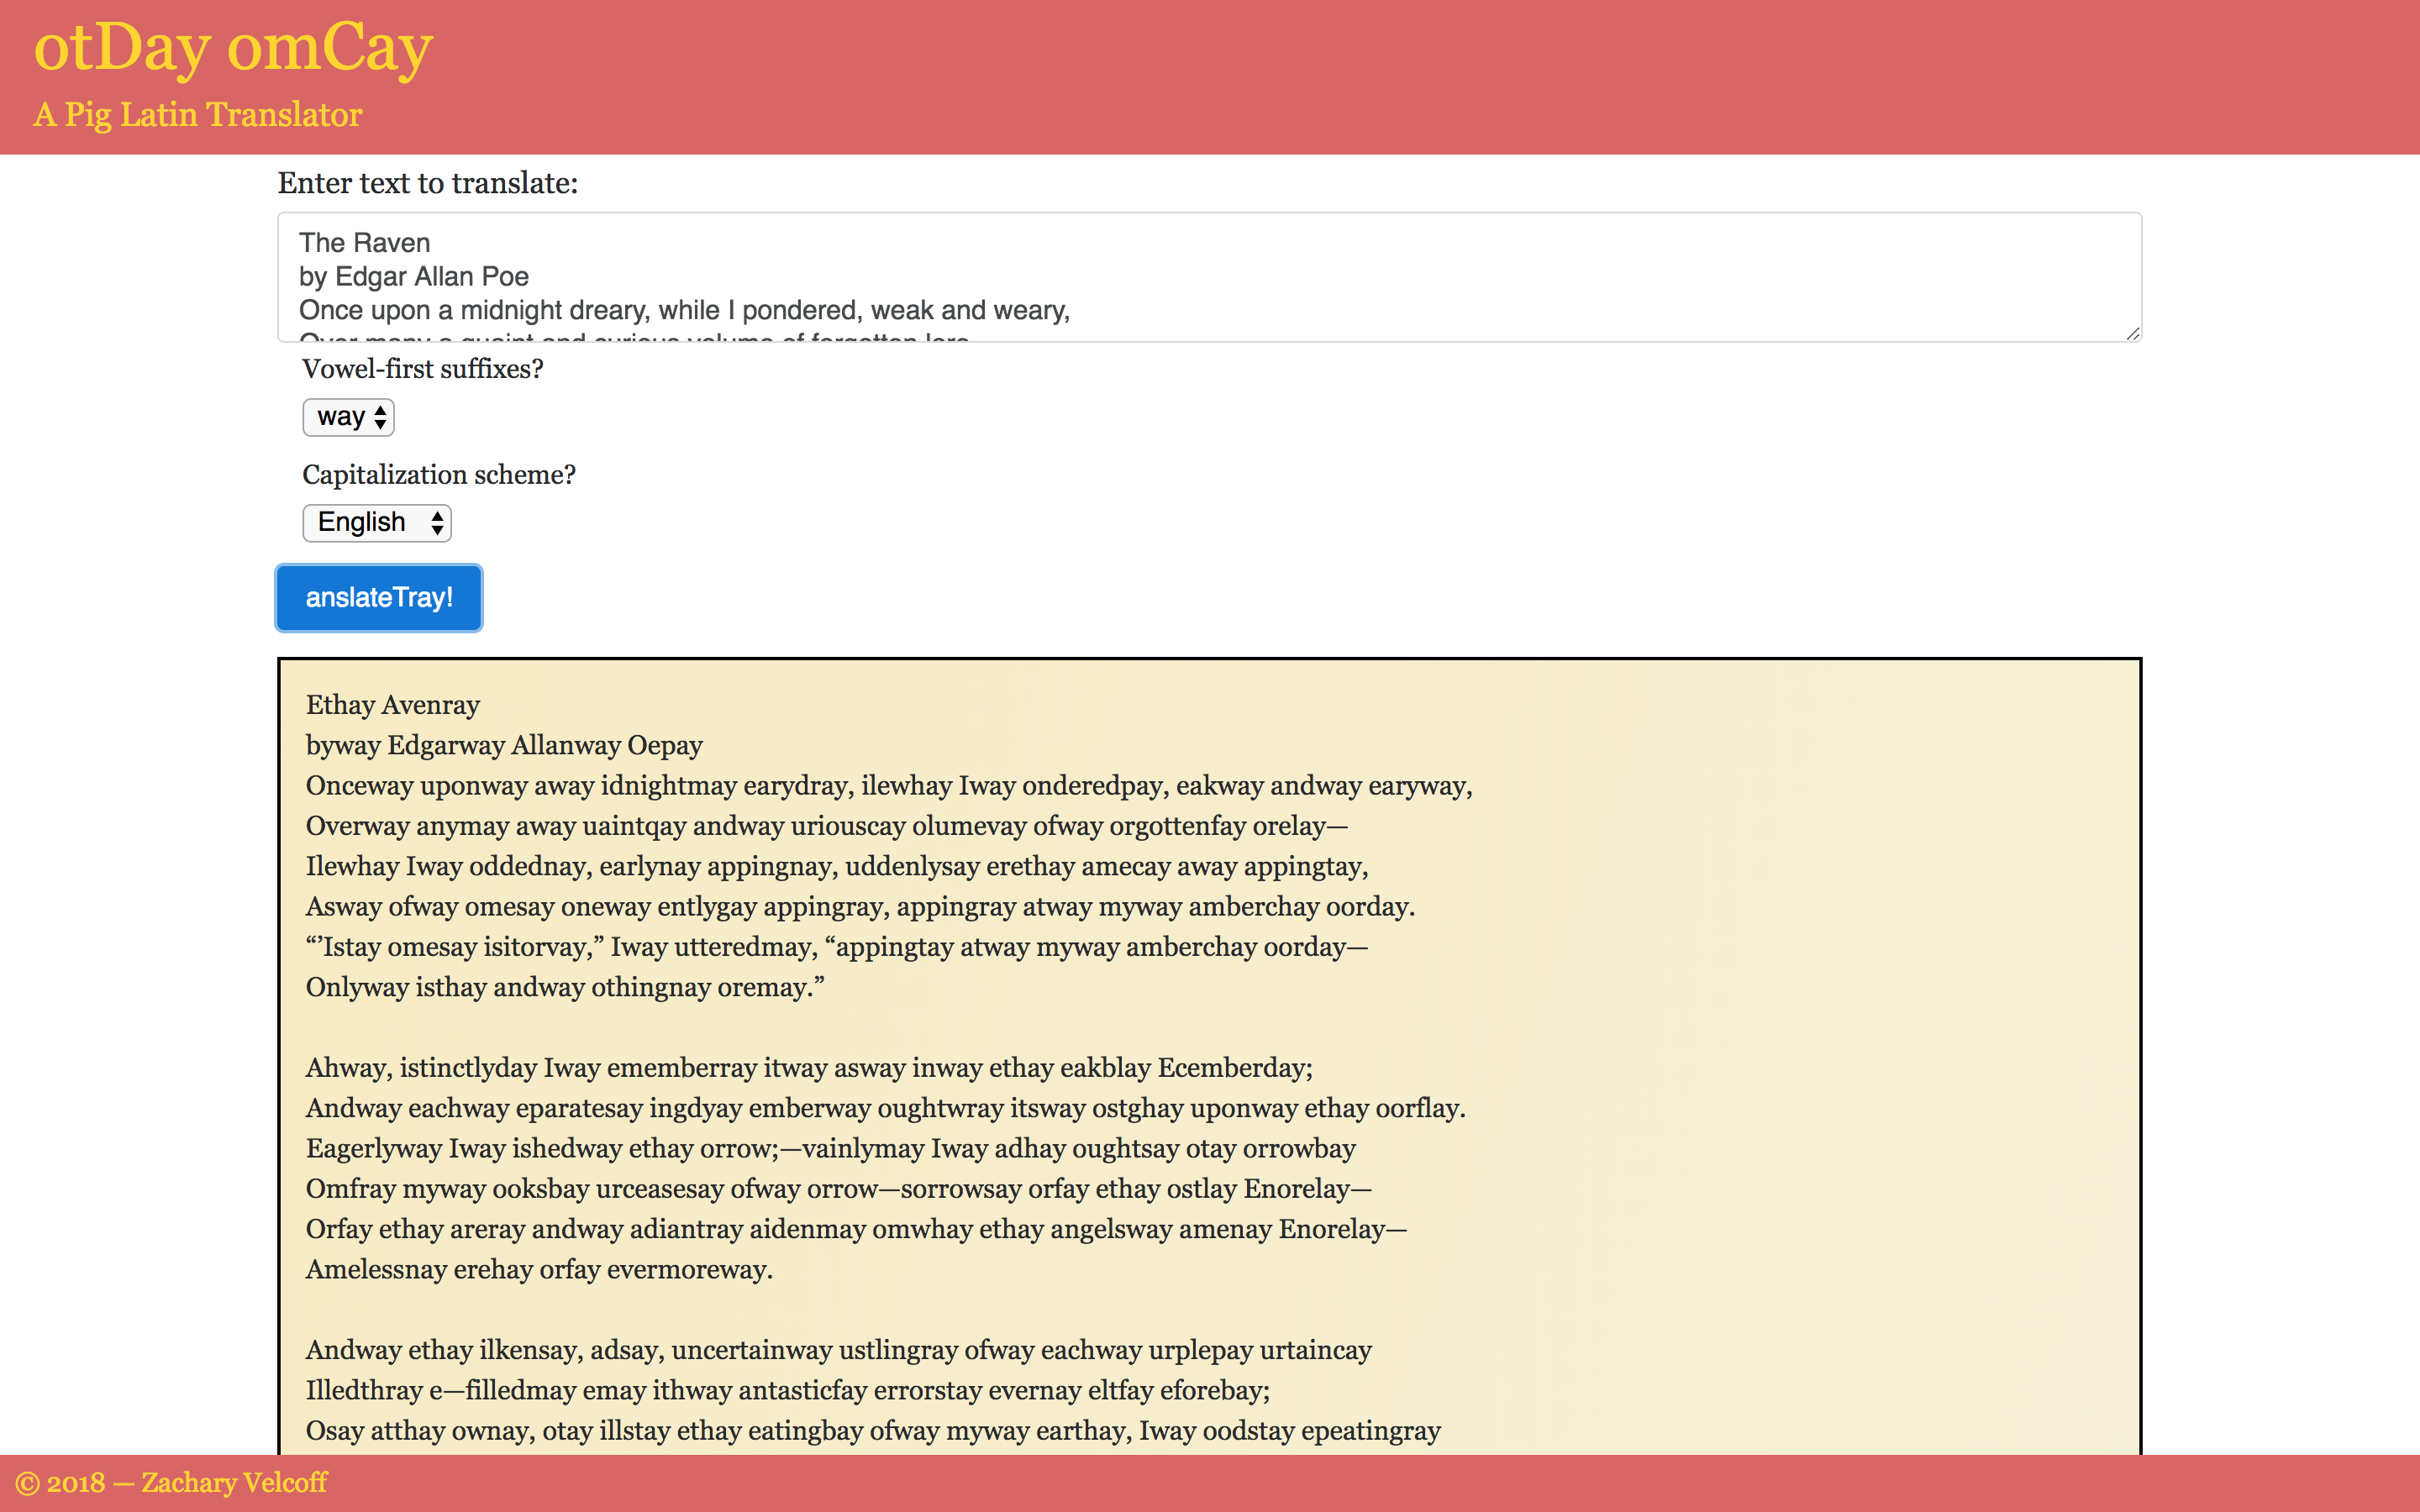 otDay omCay
A Pig Latin Translator
Enter text to translate:
The Raven
by Edgar Allan Poe
Once upon a midnight dreary, while I pondered, weak and weary,
Over many a quaint and curious volume of forgotten lore
Vowel-first suffixes?
way
Capitalization scheme?
English
anslateTray!
Ethay Avenray
byway Edgarway Allanway Oepay
Onceway uponway away idnightmay earydray, ilewhay Iway onderedpay, eakway andway earyway,
Overway anymay away uaintqay andway uriouscay olumevay ofway orgottenfay orelay—
Ilewhay Iway oddednay, earlynay appingnay, uddenlysay erethay amecay away appingtay,
Asway ofway omesay oneway entlygay appingray, appingray atway myway amberchay oorday.
“’Istay omesay isitorvay,” Iway utteredmay, “appingtay atway myway amberchay oorday—
Onlyway isthay andway othingnay oremay.”
Ahway, istinctlyday Iway ememberray itway asway inway ethay eakblay Ecemberday;
Andway eachway eparatesay ingdyay emberway oughtwray itsway ostghay uponway ethay oorflay.
Eagerlyway Iway ishedway ethay orrow;—vainlymay Iway adhay oughtsay otay orrowbay
Omfray myway ooksbay urceasesay ofway orrow—sorrowsay orfay ethay ostlay Enorelay—
Orfay ethay areray andway adiantray aidenmay omwhay ethay angelsway amenay Enorelay—
Amelessnay erehay orfay evermoreway.
Andway ethay ilkensay, adsay, uncertainway ustlingray ofway eachway urplepay urtaincay
Illedthray e—filledmay emay ithway antasticfay errorstay evernay eltfay eforebay;
Osay atthay ownay, otay illstay ethay eatingbay ofway myway earthay, Iway oodstay epeatingray
© 2018 — Zachary Velcoff